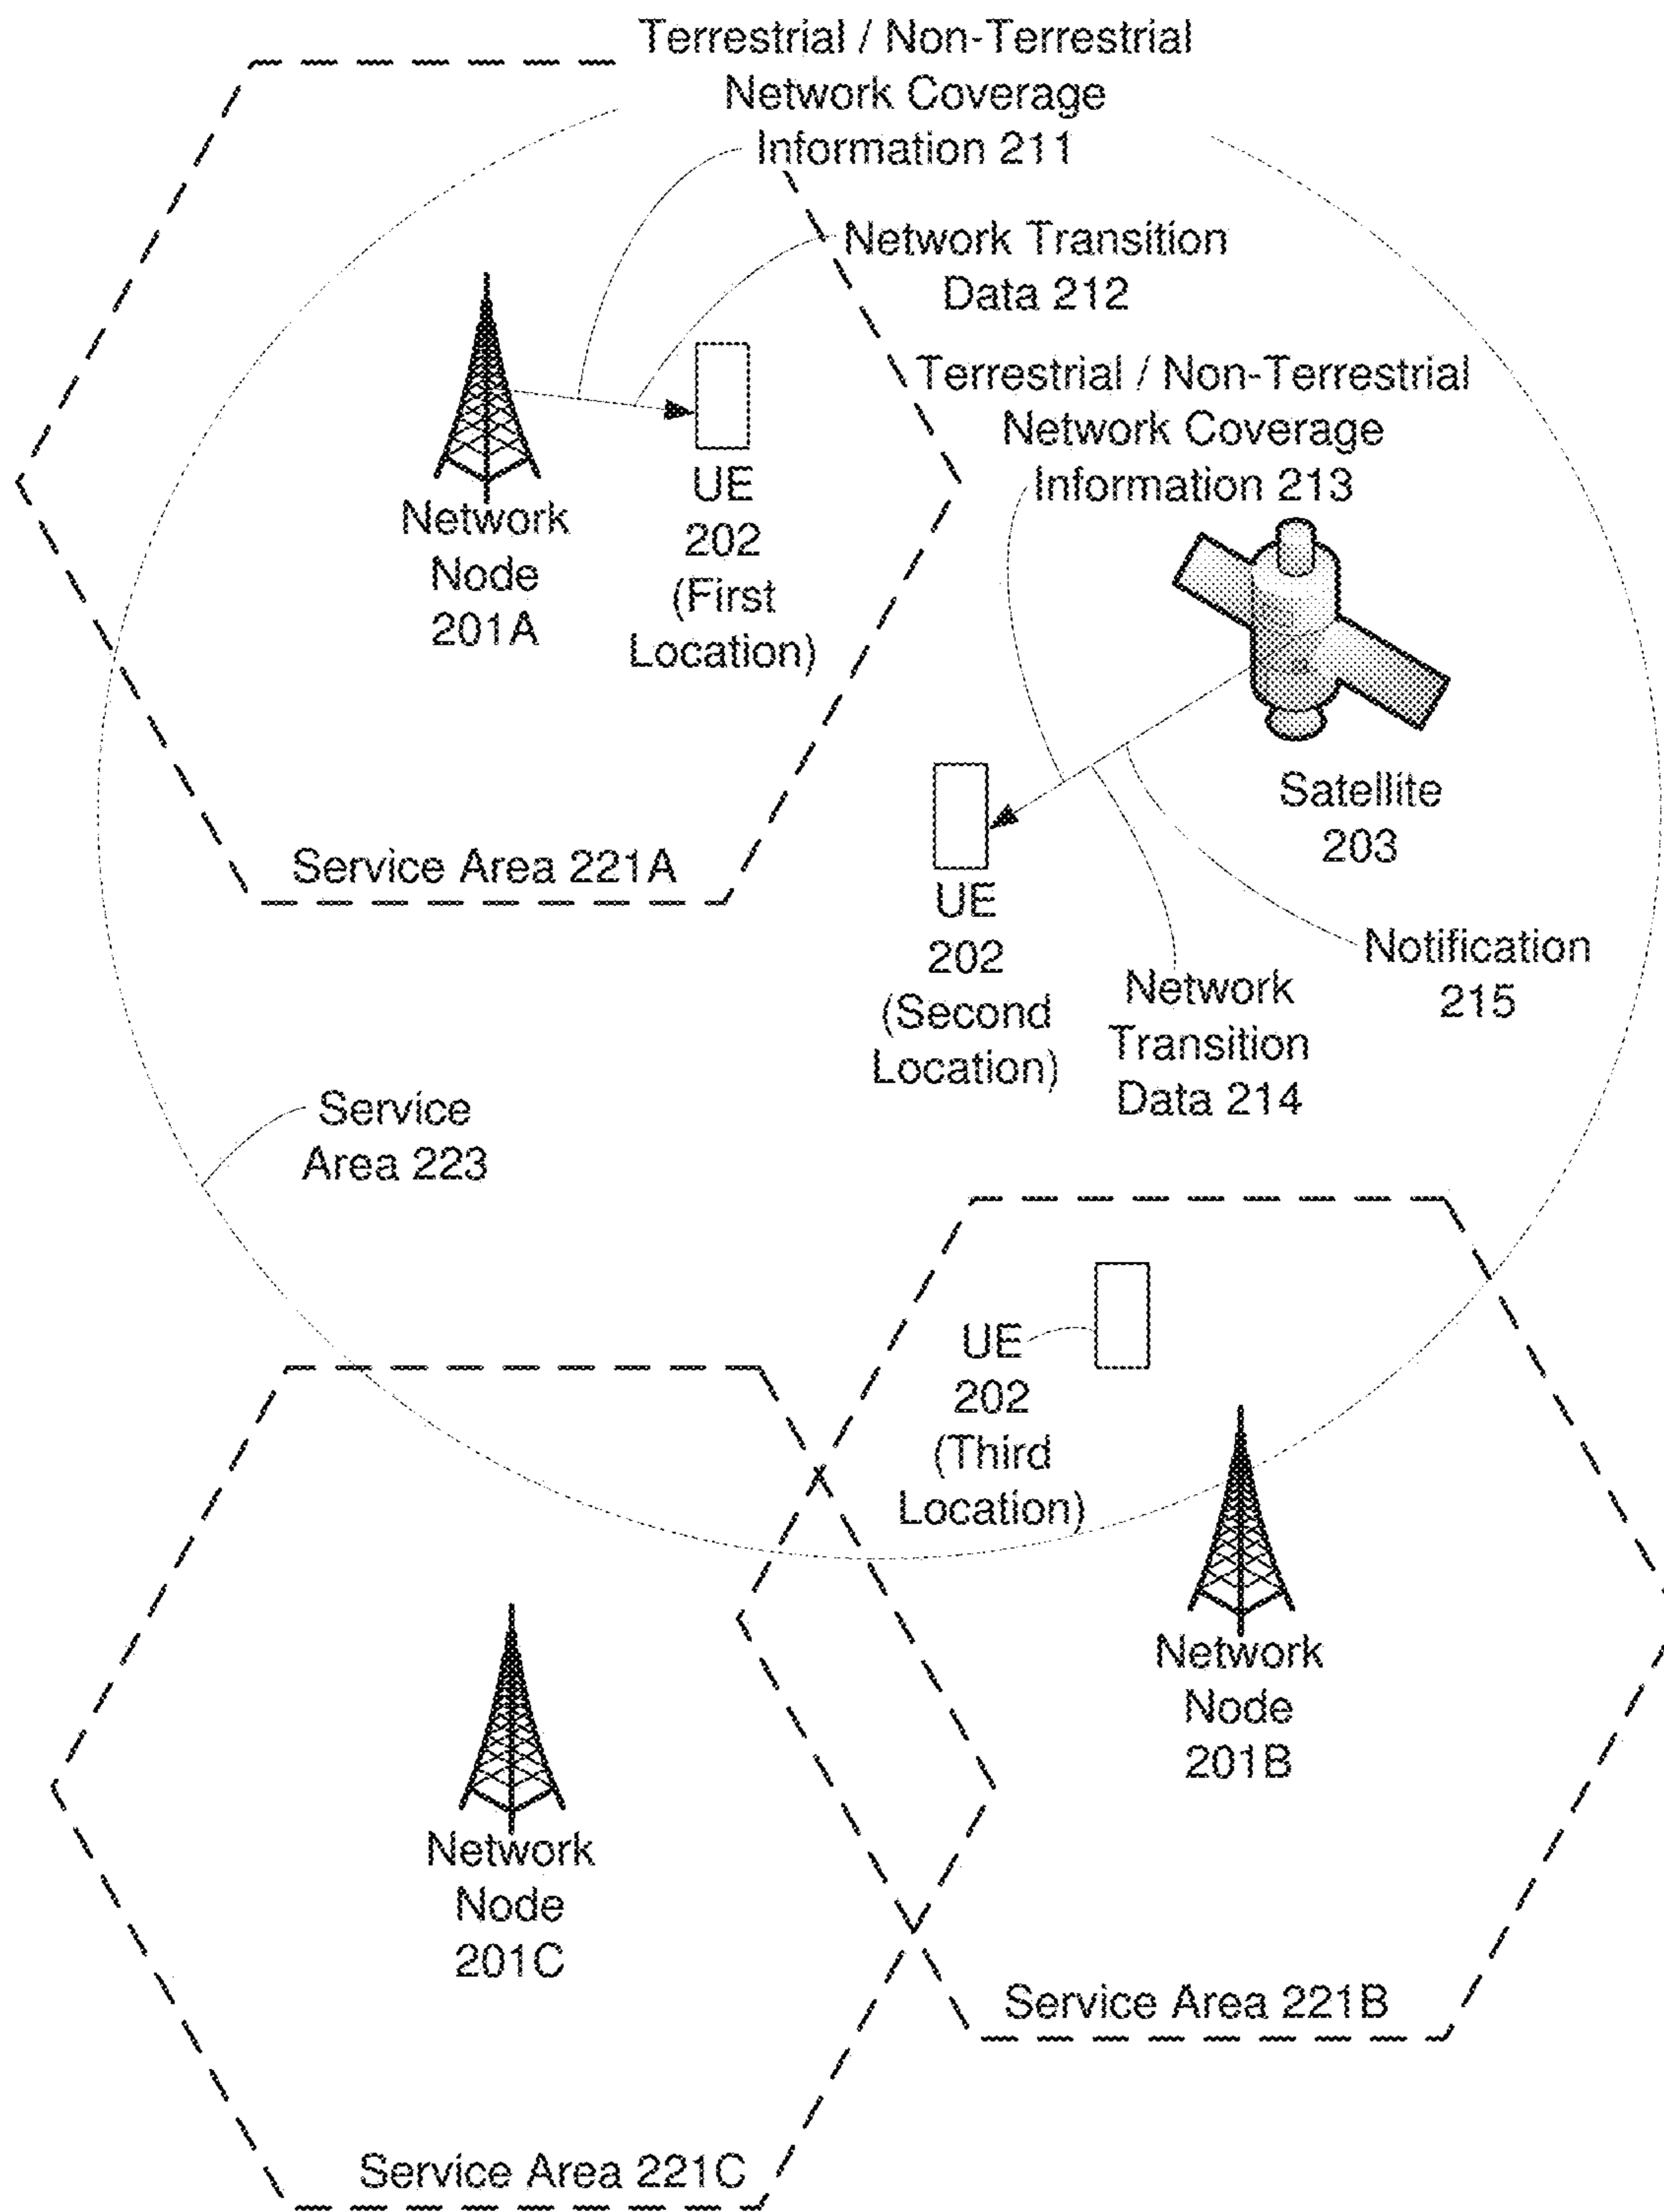 Terrestrial / Non-Terrestrial
Network Coverage
Information 211
Network Transition
Data 212
Terrestrial / Non-Terrestrial
Network Coverage
Information 213
Network
Node
201A
UE
202
(First
Location)
Satellite
203
Service Area 221A
UE
202
(Second
Location)
Network
Transition
Data 214
Notification
215
Service
Area 223
UE
202
(Third
Location)
Network
Node
201B
Network
Node
201C
Service Area 221B
Service Area 221C